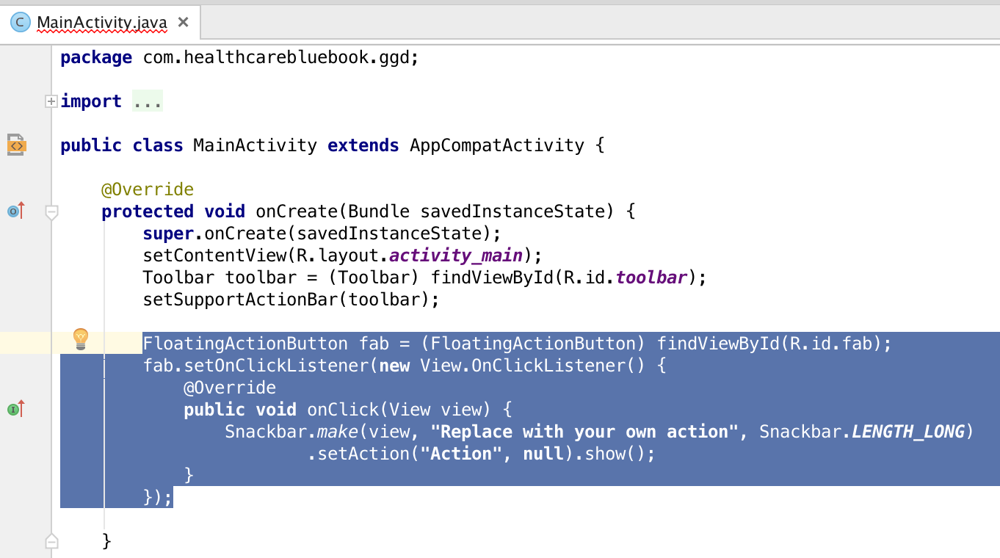 C MainActivity.java ×
package com.healthcarebluebook.ggd;
import ...
public class MainActivity extends AppCompatActivity {
@Override
protected void onCreate(Bundle savedInstanceState) {
super.onCreate(savedInstanceState);
setContentView(R.layout.activity_main);
Toolbar toolbar = (Toolbar) findViewById(R.id.toolbar);
setSupportActionBar(toolbar);
FloatingActionButton fab = (FloatingActionButton) findViewById(R.id.fab);
fab.setOnClickListener(new View.OnClickListener() {
@Override
public void onClick(View view) {
Snackbar.make(view, "Replace with your own action", Snackbar.LENGTH_LONG)
.setAction("Action", null).show();
}
});
}